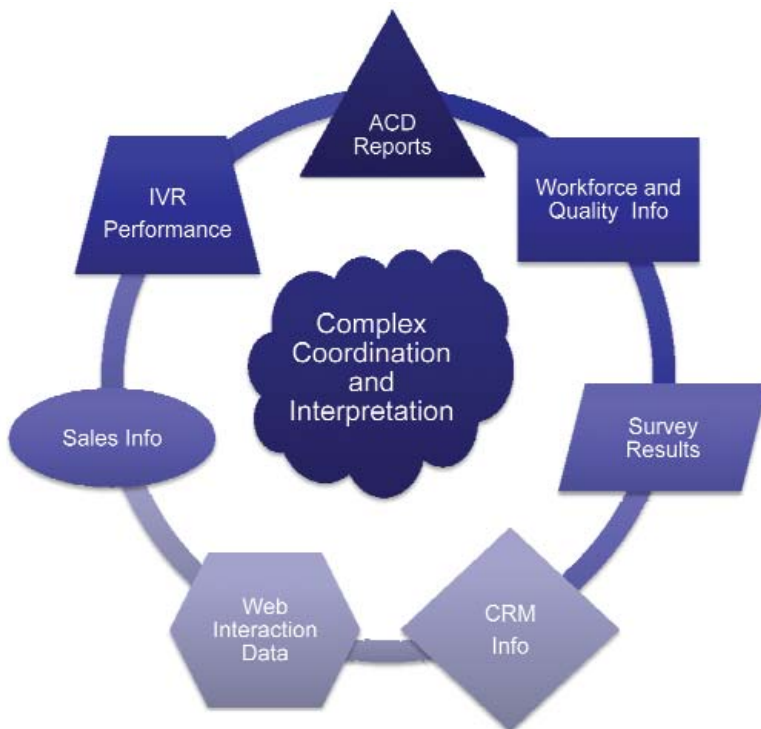 ACD
Reports
Workforce and
Quality Info
Survey
Results
CRM
Info
Web
Interaction
Data
Sales Info
IVR
Performance
Complex
Coordination
and
Interpretation